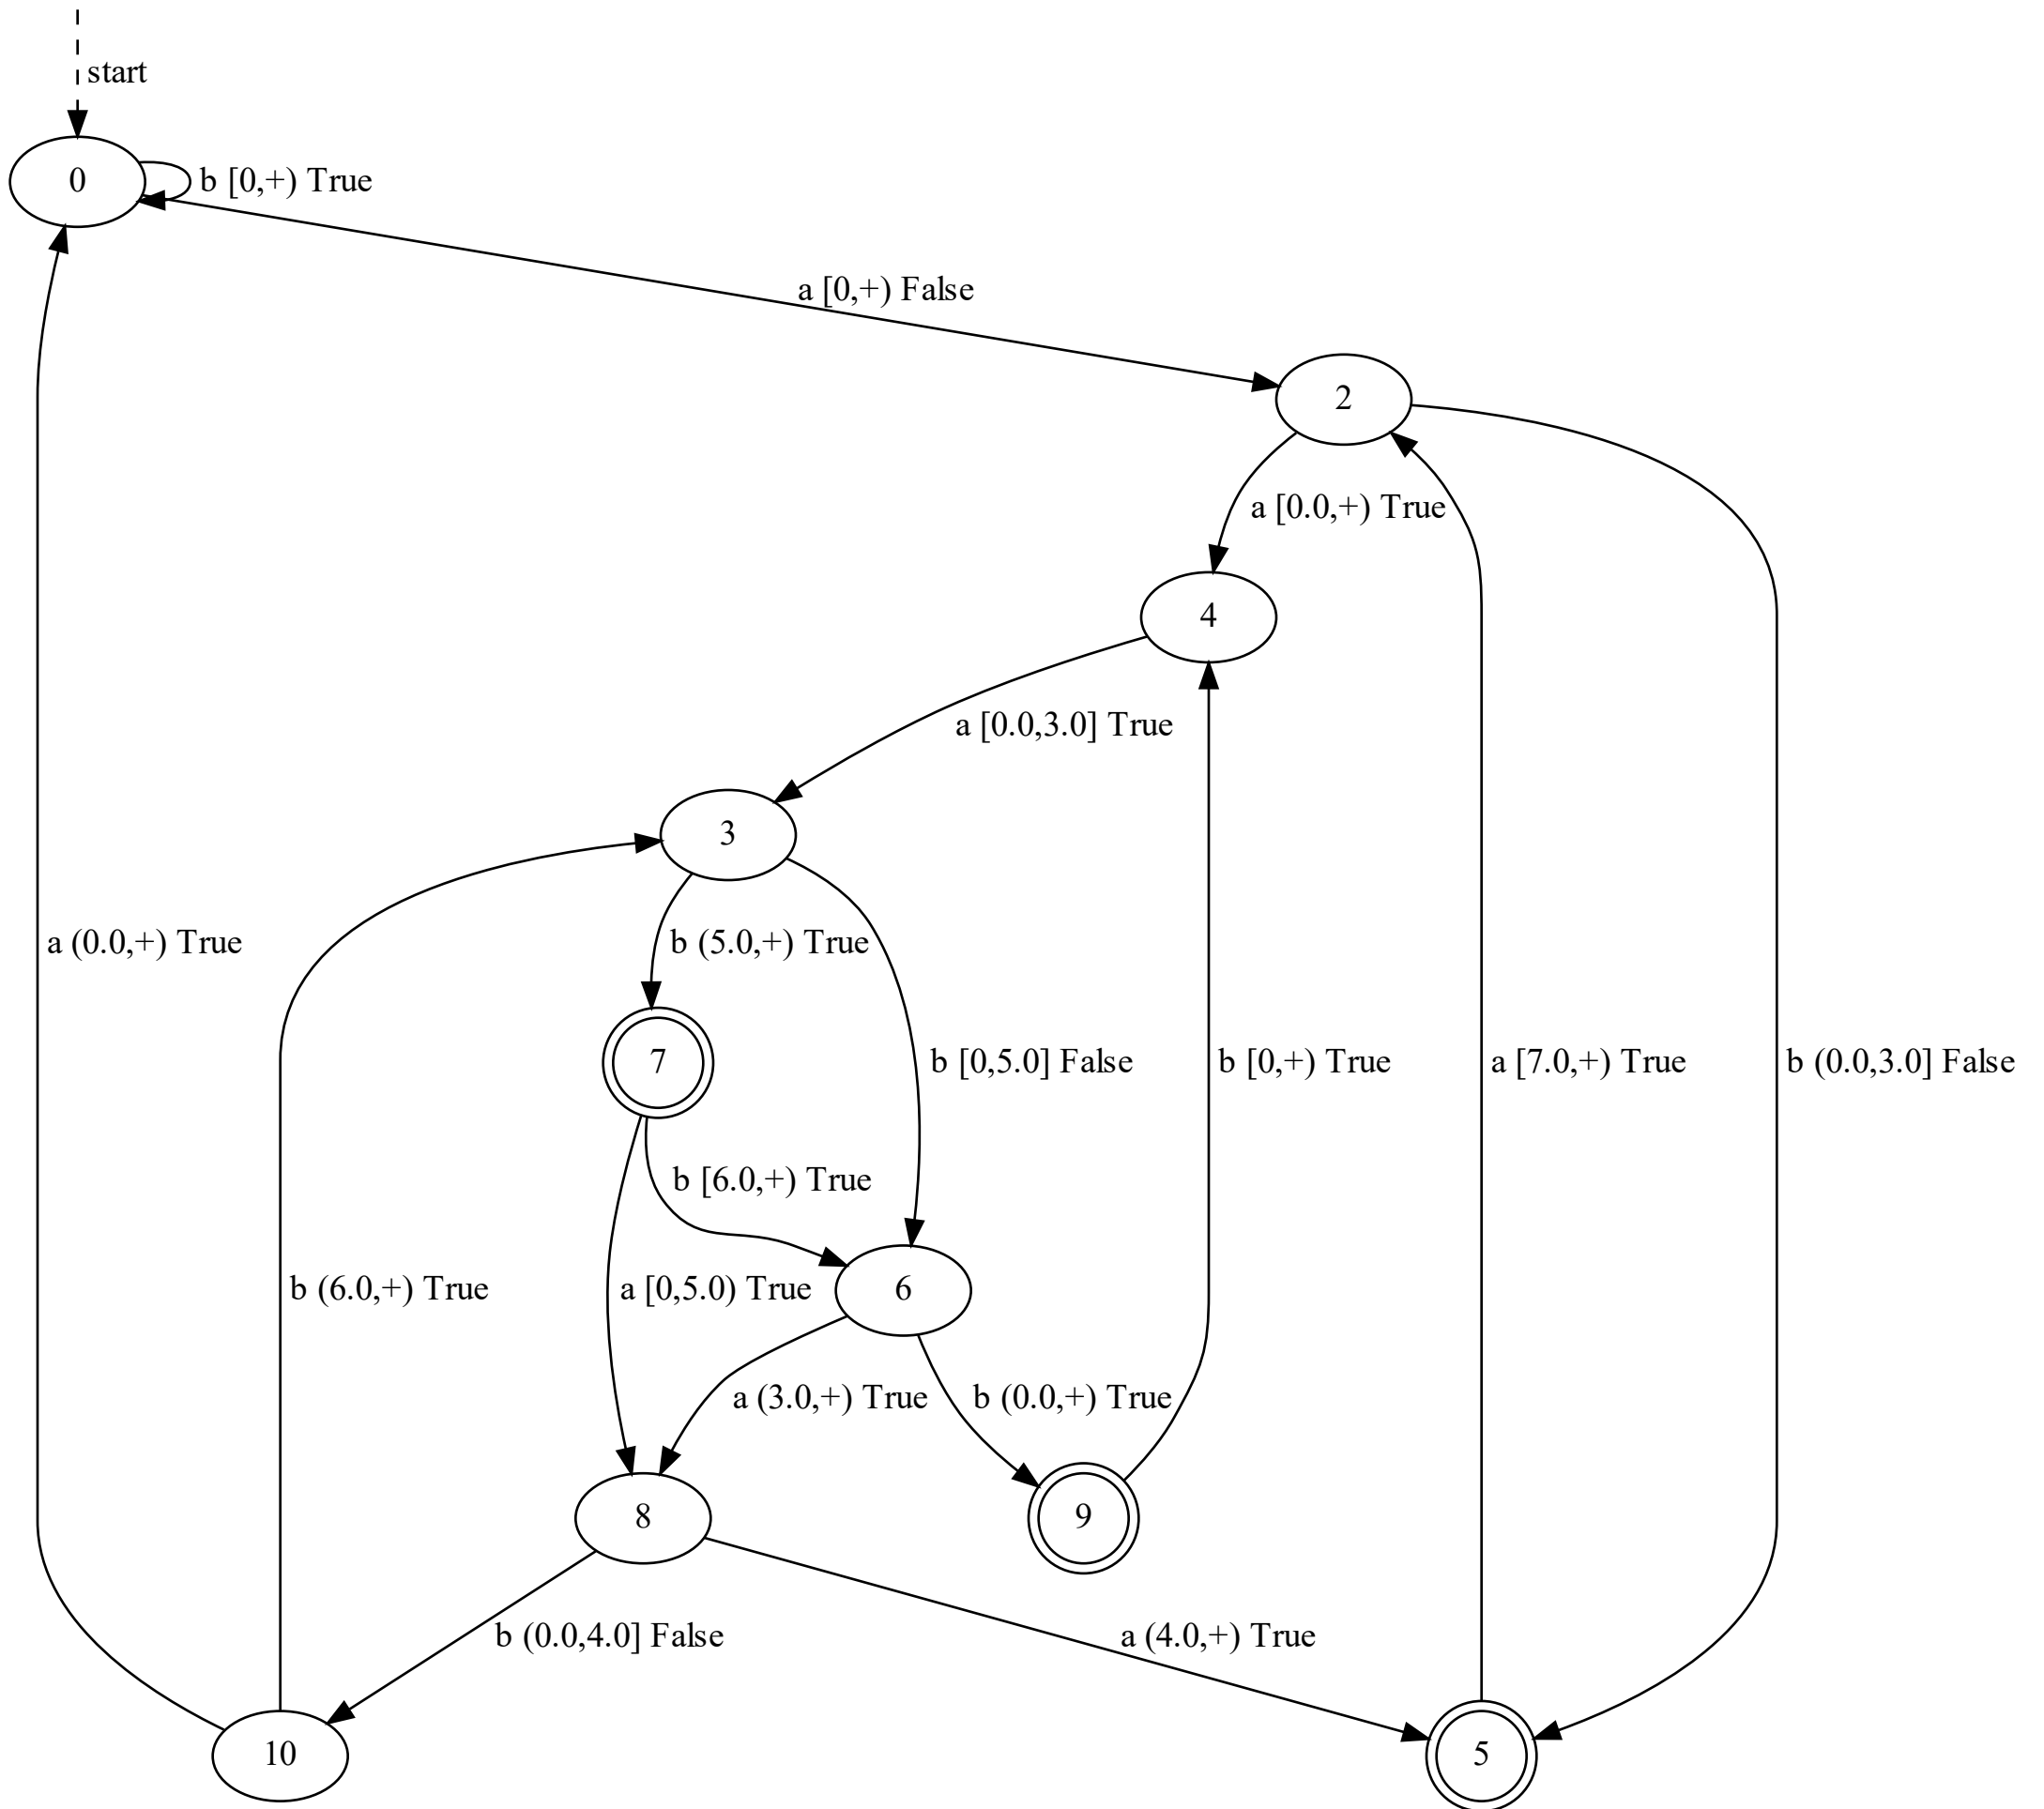 start
0
b [0,+) True
a [0,+) False
2
a [0.0,+) True
4
a [0.0,3.0] True
3
a (0.0,+) True
b (5.0,+) True
7
b [0,5.0] False
b [0,+) True
a [7.0,+) True
b (0.0,3.0] False
b [6.0,+) True
b (6.0,+) True
a [0,5.0) True
6
a (3.0,+) True
b (0.0,+) True
8
9
b (0.0,4.0] False
a (4.0,+) True
10
5